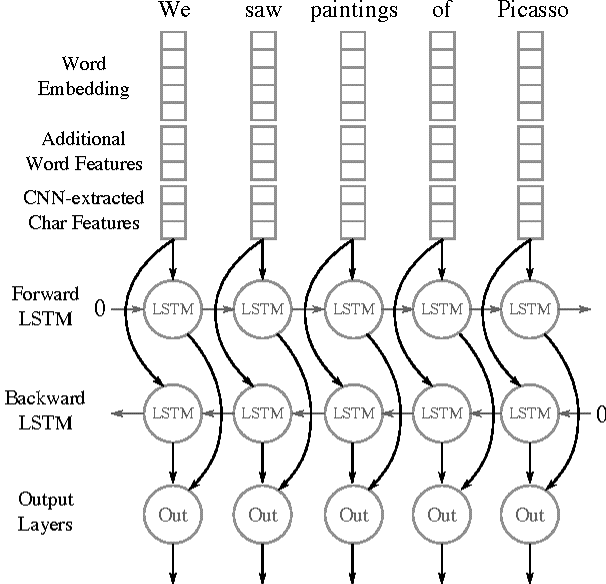 We saw paintings of Picasso
Word
Embedding
Additional
Word Features
CNN-extracted
Char Features
Forward
LSTM
0 LSTM LSTM LSTM LSTM LSTM
Backward
LSTM
LSTM LSTM LSTM LSTM LSTM 0
Output
Layers
Out Out Out Out Out